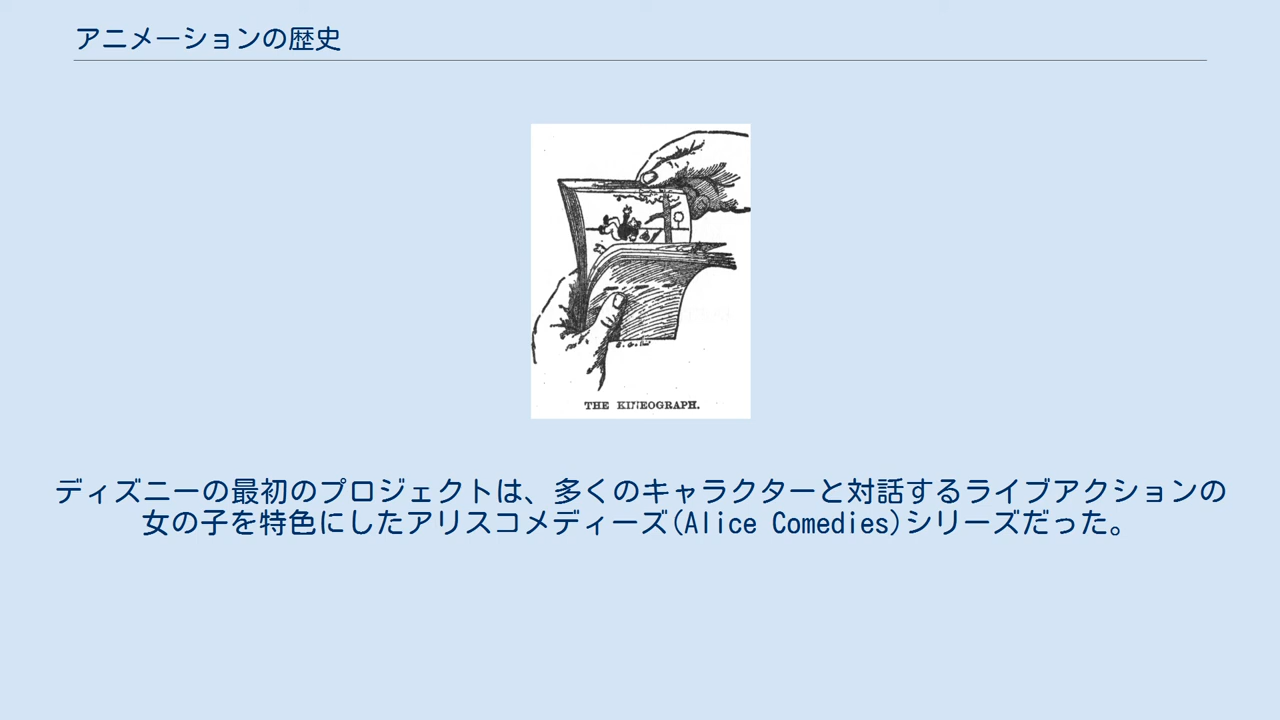 アニメーションの歴史
THE KINEOGRAPH.
ディズニーの最初のプロジェクトは、多くのキャラクターと対話するライブアクションの
女の子を特色にしたアリスコメディーズ(Alice Comedies)シリーズだった。